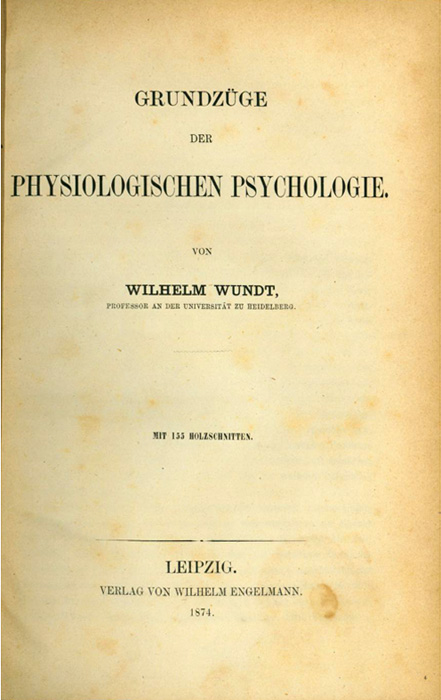 GRUNDZÜGE
DER
PHYSIOLOGISCHEN PSYCHOLOGIE.
VON
WILHELM WUNDT,
PROFESSOR AN DER UNIVERSITÄT ZU HEIDELBERG.
MIT 155 HOLZSCHNITTEN.
LEIPZIG.
VERLAG VON WILHELM ENGELMANN.
1874.